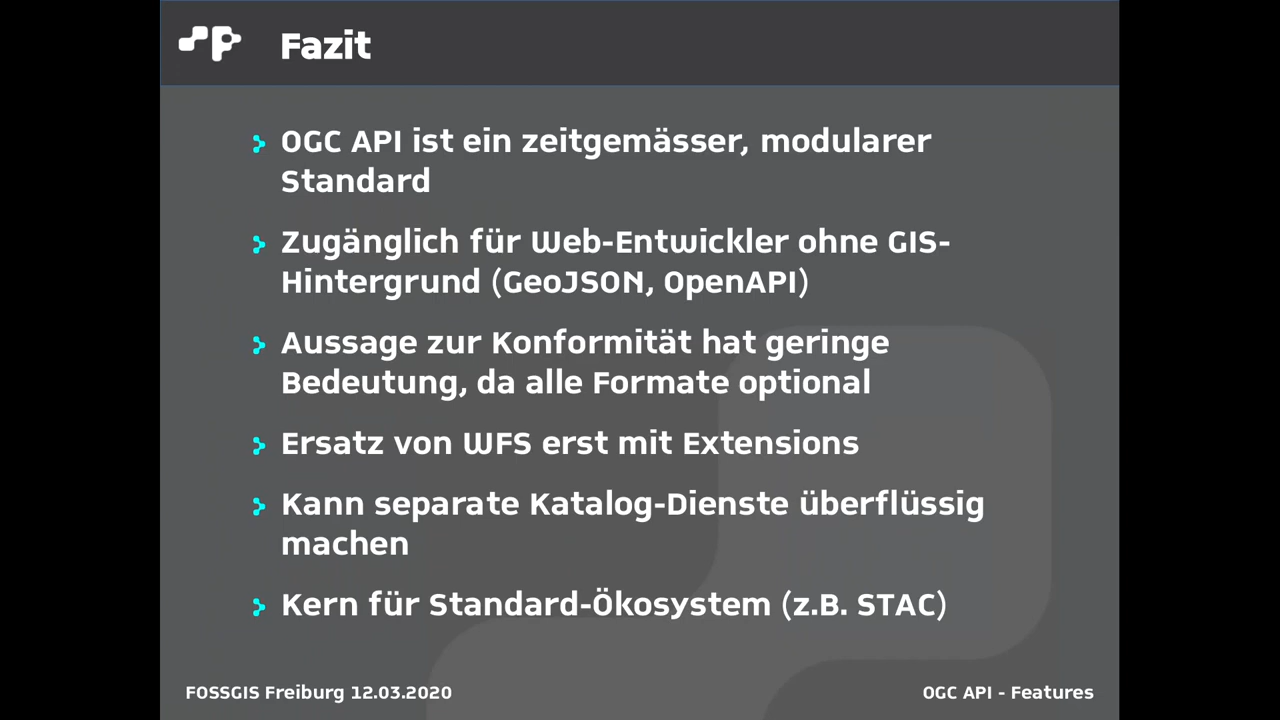 Fazit
OGC API ist ein zeitgemässer, modularer
Standard
Zugänglich für Web-Entwickler ohne GIS-
Hintergrund (GeoJSON, OpenAPI)
Aussage zur Konformität hat geringe
Bedeutung, da alle Formate optional
Ersatz von WFS erst mit Extensions
Kann separate Katalog-Dienste überflüssig
machen
Kern für Standard-Ökosystem (z.B. STAC)
FOSSGIS Freiburg 12.03.2020
OGC API - Features